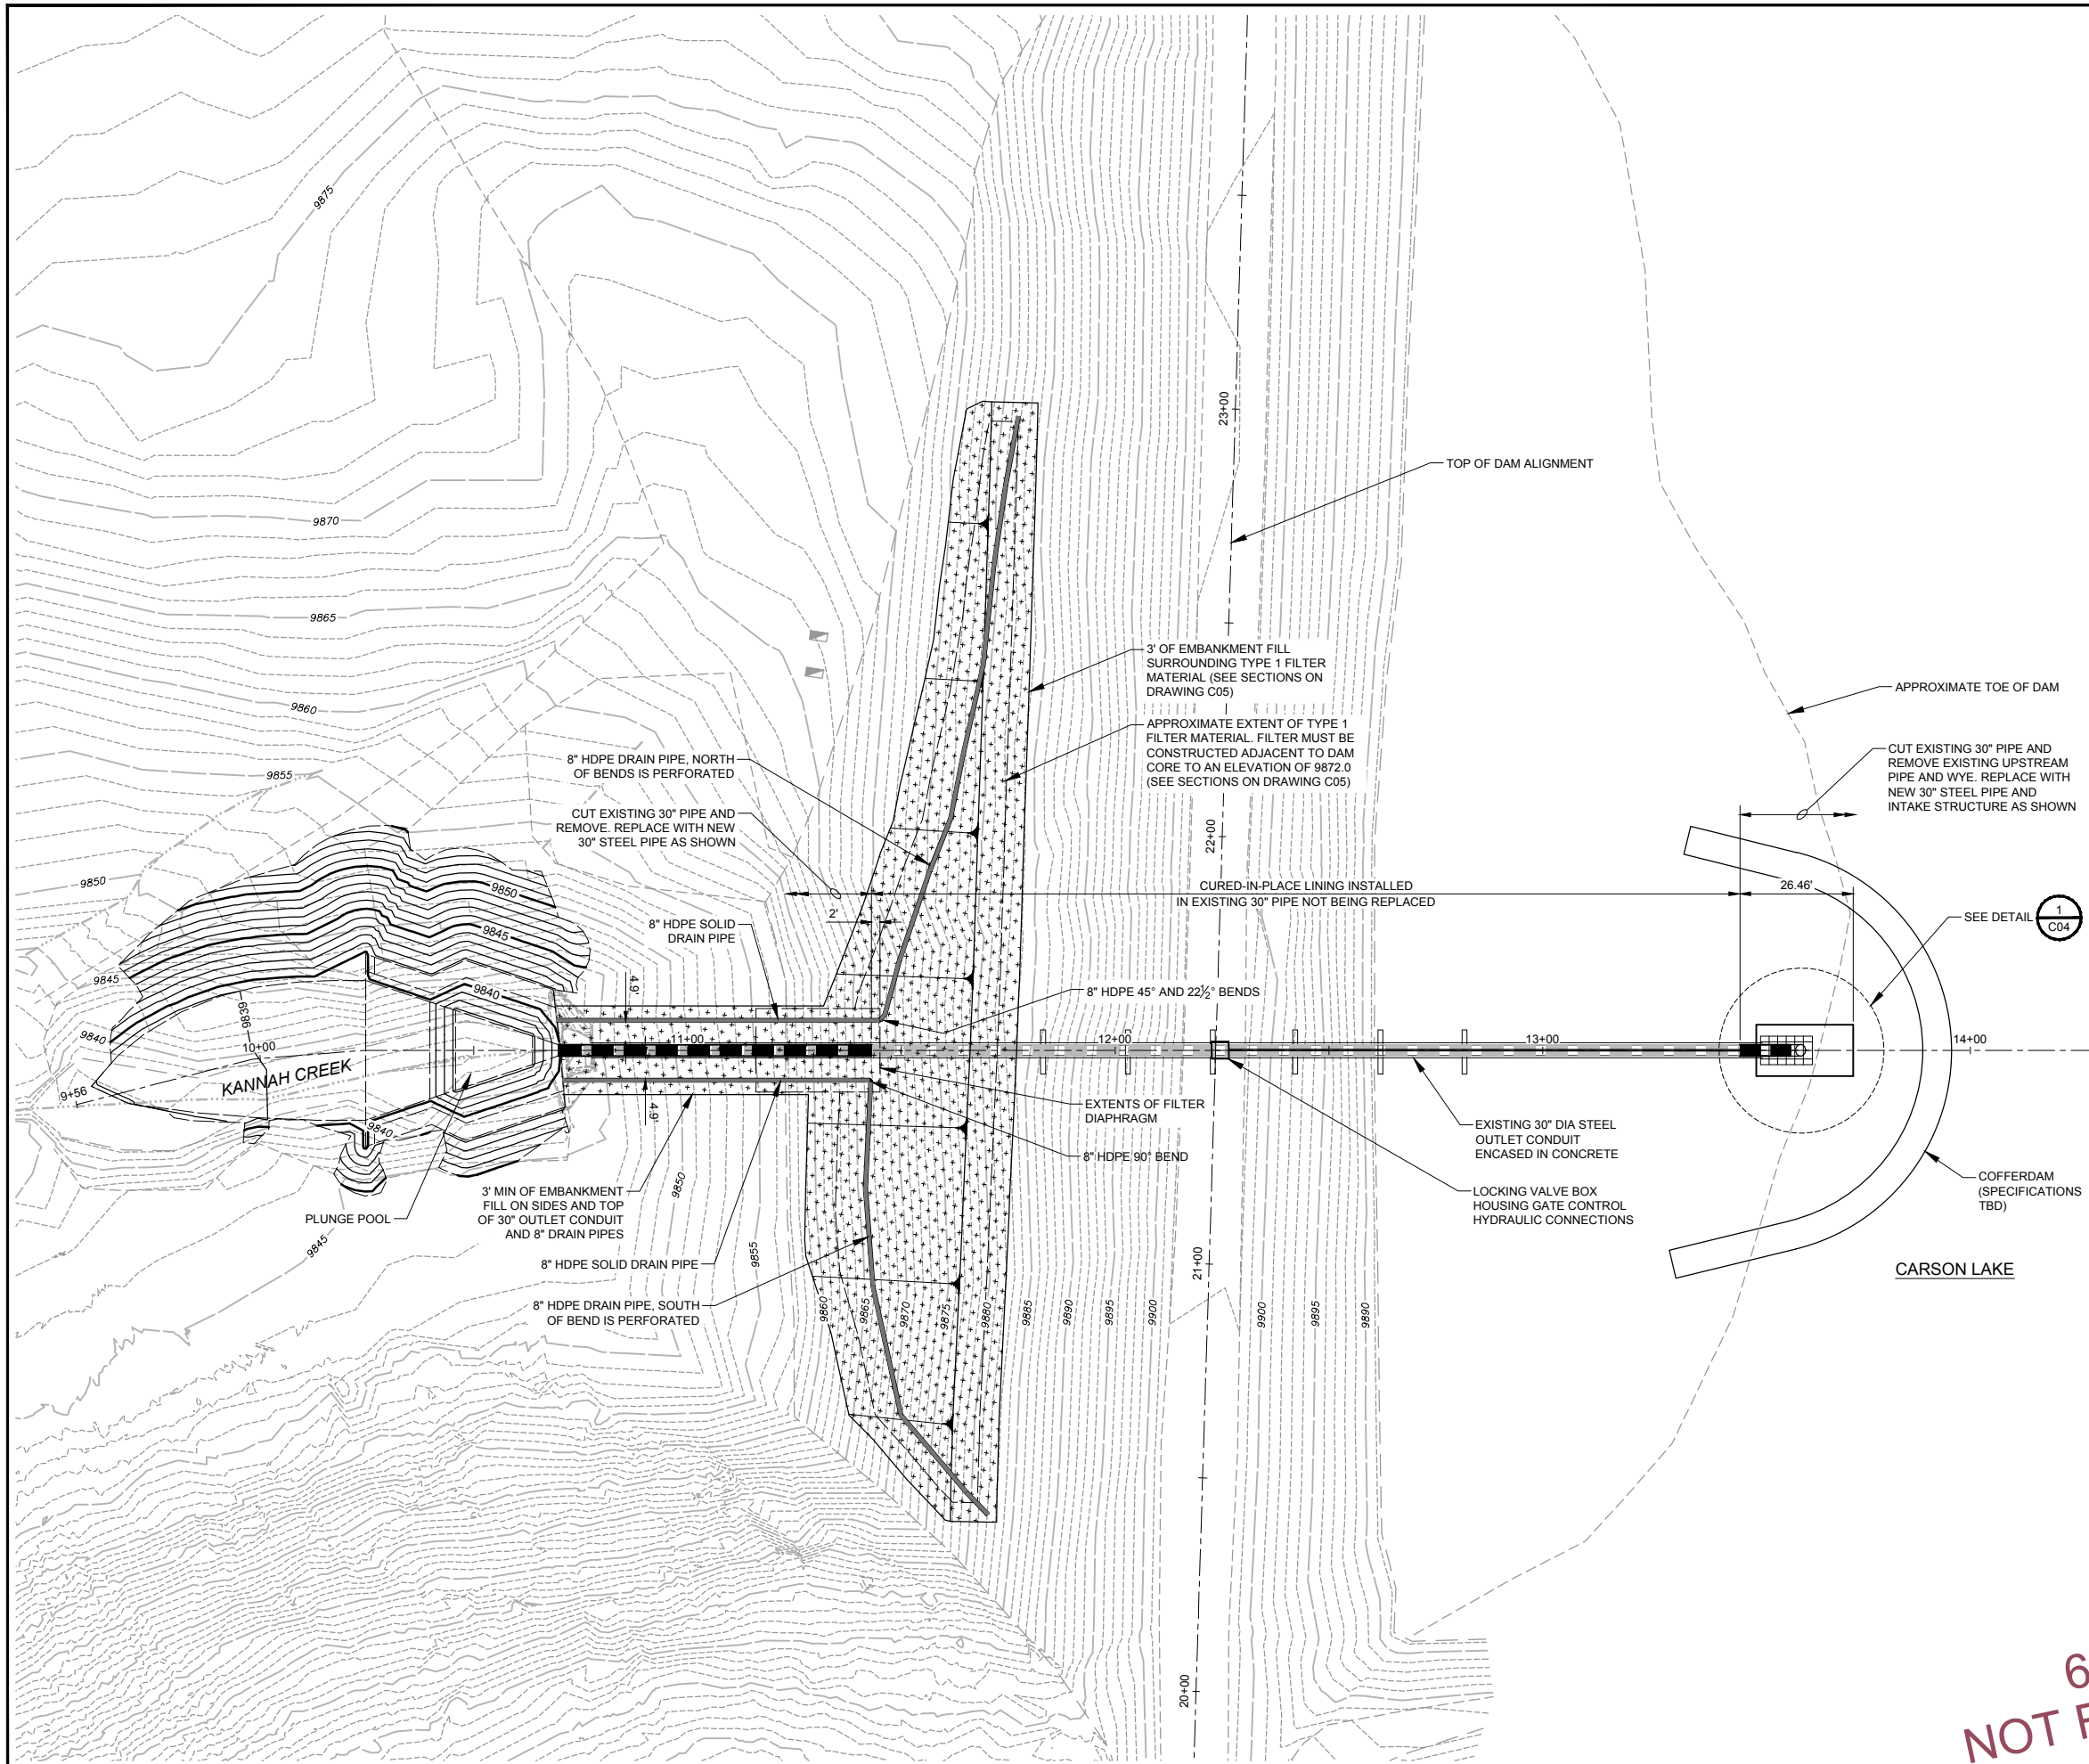 9875
23+00
TOP OF DAM ALIGNMENT
9870
9865
9860
3' OF EMBANKMENT FILL
SURROUNDING TYPE 1 FILTER
MATERIAL (SEE SECTIONS ON
DRAWING C05)
APPROXIMATE TOE OF DAM
APPROXIMATE EXTENT OF TYPE 1
FILTER MATERIAL. FILTER MUST BE
CONSTRUCTED ADJACENT TO DAM
CORE TO AN ELEVATION OF 9872.0
(SEE SECTIONS ON DRAWING C05)
CUT EXISTING 30" PIPE AND
REMOVE EXISTING UPSTREAM
PIPE AND WYE. REPLACE WITH
NEW 30" STEEL PIPE AND
INTAKE STRUCTURE AS SHOWN
8" HDPE DRAIN PIPE, NORTH
OF BENDS IS PERFORATED
9855
CUT EXISTING 30" PIPE AND
REMOVE. REPLACE WITH NEW
30" STEEL PIPE AS SHOWN
22+00
9850
9850
CURED-IN-PLACE LINING INSTALLED
IN EXISTING 30" PIPE NOT BEING REPLACED
26.46'
2'
SEE DETAIL
1
C04
8" HDPE SOLID
DRAIN PIPE
9845
9845
4.9'
9840
8" HDPE 45° AND 22½° BENDS
9839
9840
10+00
11+00
12+00
13+00
14+00
KANNAH CREEK
9+56
4.9'
9840
EXTENTS OF FILTER
DIAPHRAGM
EXISTING 30" DIA STEEL
OUTLET CONDUIT
ENCASED IN CONCRETE
8" HDPE 90° BEND
COFFERDAM
(SPECIFICATIONS
TBD)
LOCKING VALVE BOX
HOUSING GATE CONTROL
HYDRAULIC CONNECTIONS
3' MIN OF EMBANKMENT
FILL ON SIDES AND TOP
OF 30" OUTLET CONDUIT
AND 8" DRAIN PIPES
9850
PLUNGE POOL
9845
9855
8" HDPE SOLID DRAIN PIPE
21+00
CARSON LAKE
8" HDPE DRAIN PIPE, SOUTH
OF BEND IS PERFORATED
9860
9865
9870
9875
9880
9885
9890
9895
9900
9900
9895
9890
20+00
6
NOT F